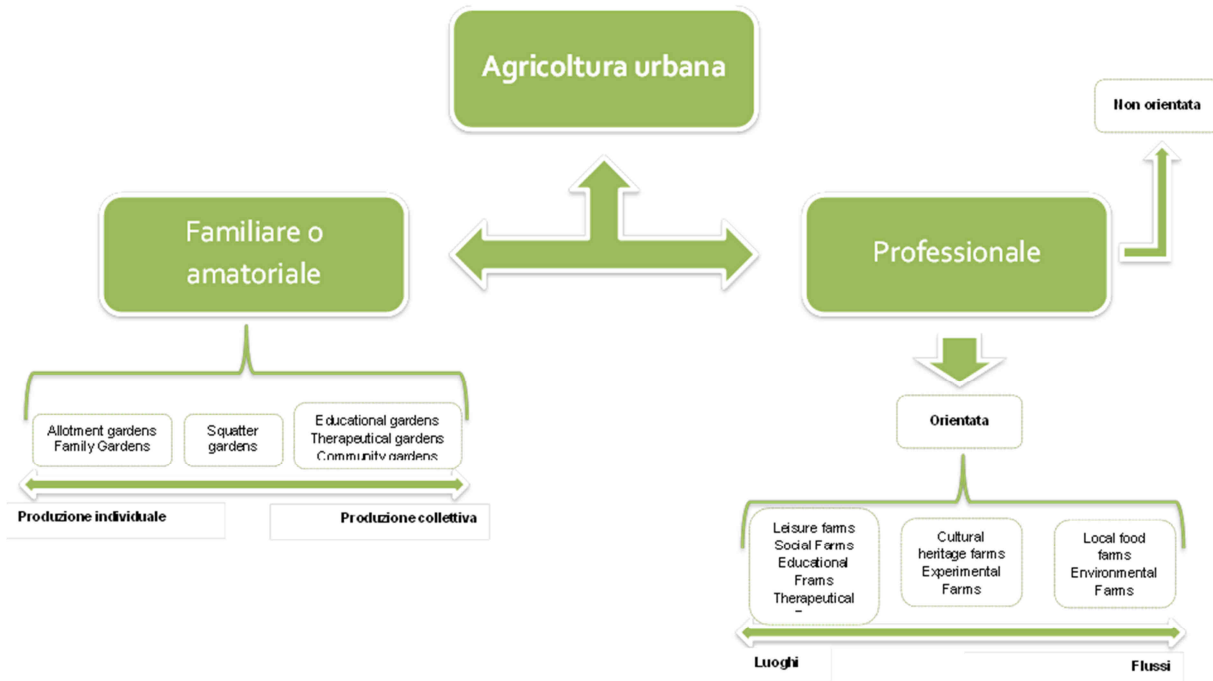 Agricoltura urbana
Non orientata
Familiare o
amatoriale
Professionale
Allotment gardens
Family Gardens
Squatter
gardens
Educational gardens
Therapeutical gardens
Community gardens
Produzione individuale
Produzione collettiva
Orientata
Leisure farms
Social Farms
Educational
Frams
Therapeutical
Cultural
heritage farms
Experimental
Farms
Local food
farms
Environmental
Farms
Luoghi
Flussi